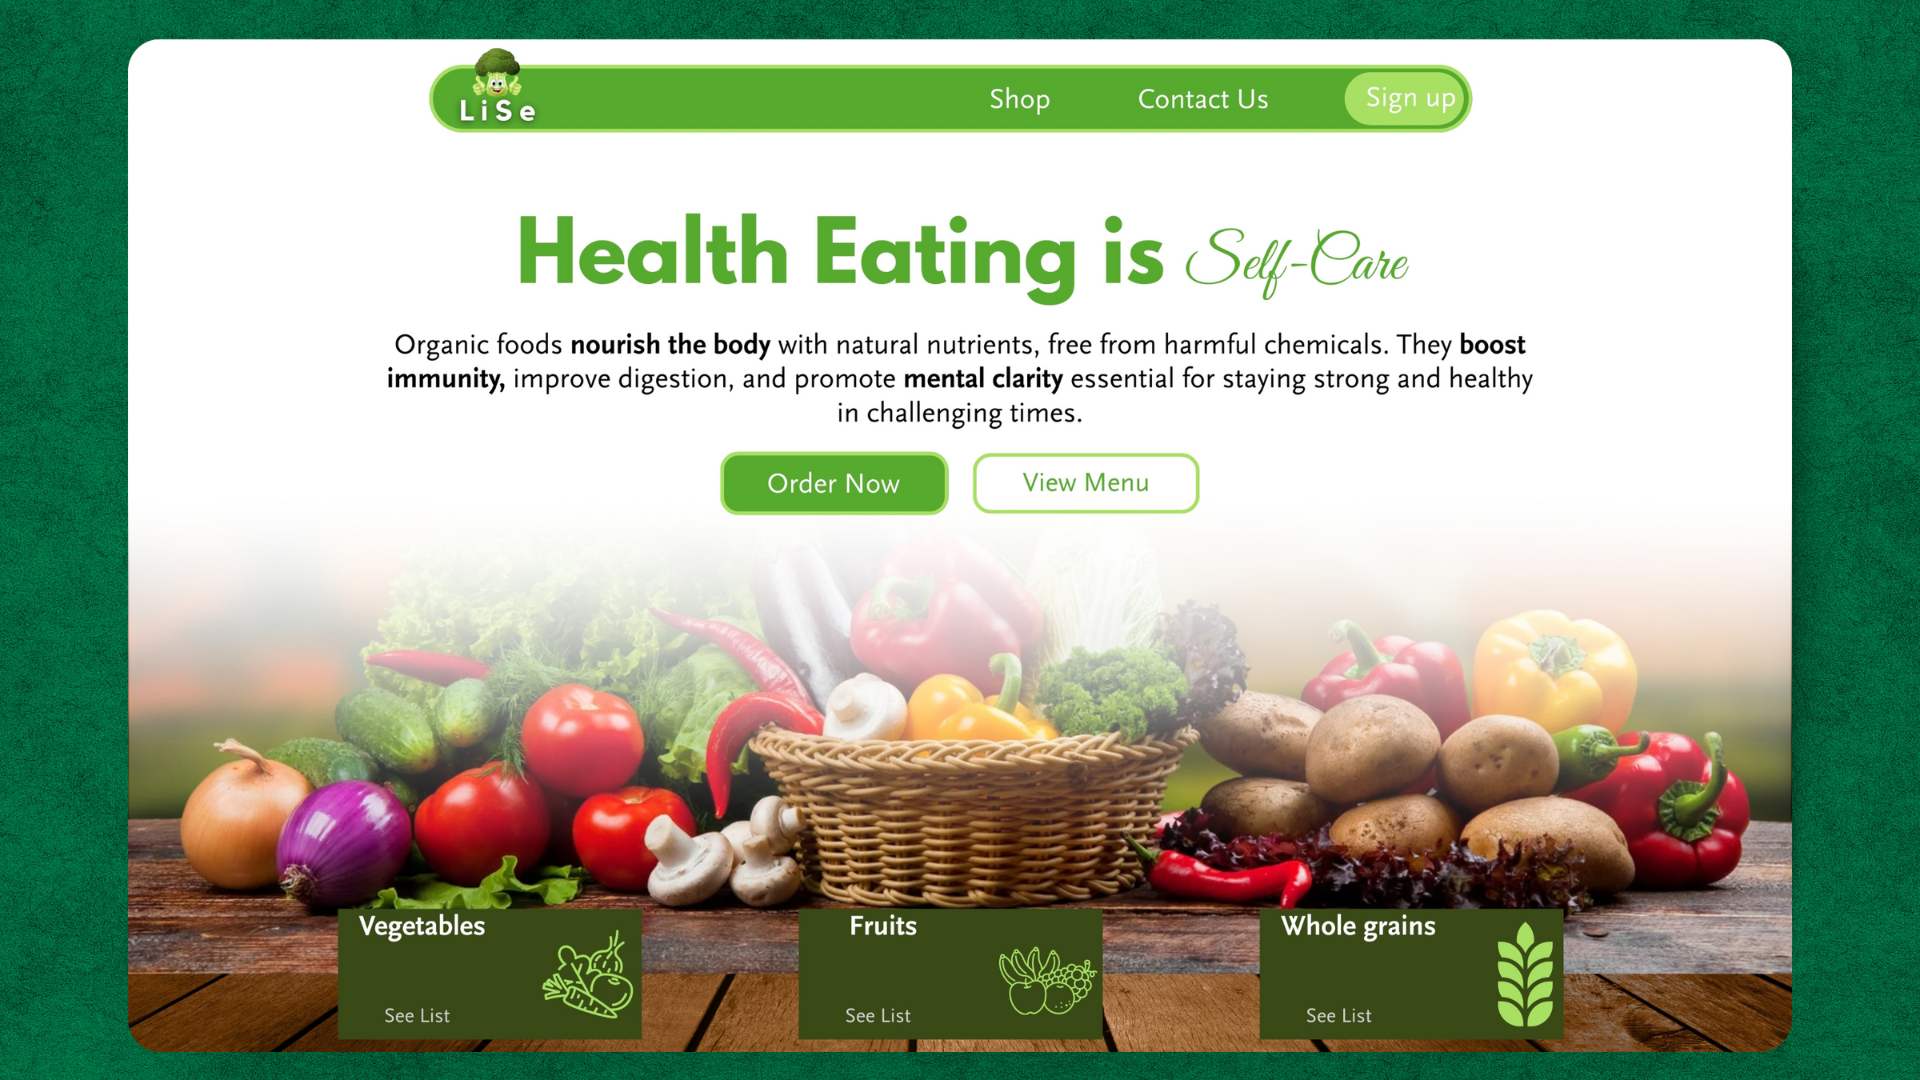 LiSe
Shop
Contact Us
Sign up
Health Eating is Self-Care
Organic foods nourish the body with natural nutrients, free from harmful chemicals. They boost
immunity, improve digestion, and promote mental clarity essential for staying strong and healthy
in challenging times.
Order Now
View Menu
Vegetables
See List
Fruits
See List
Whole grains
See List